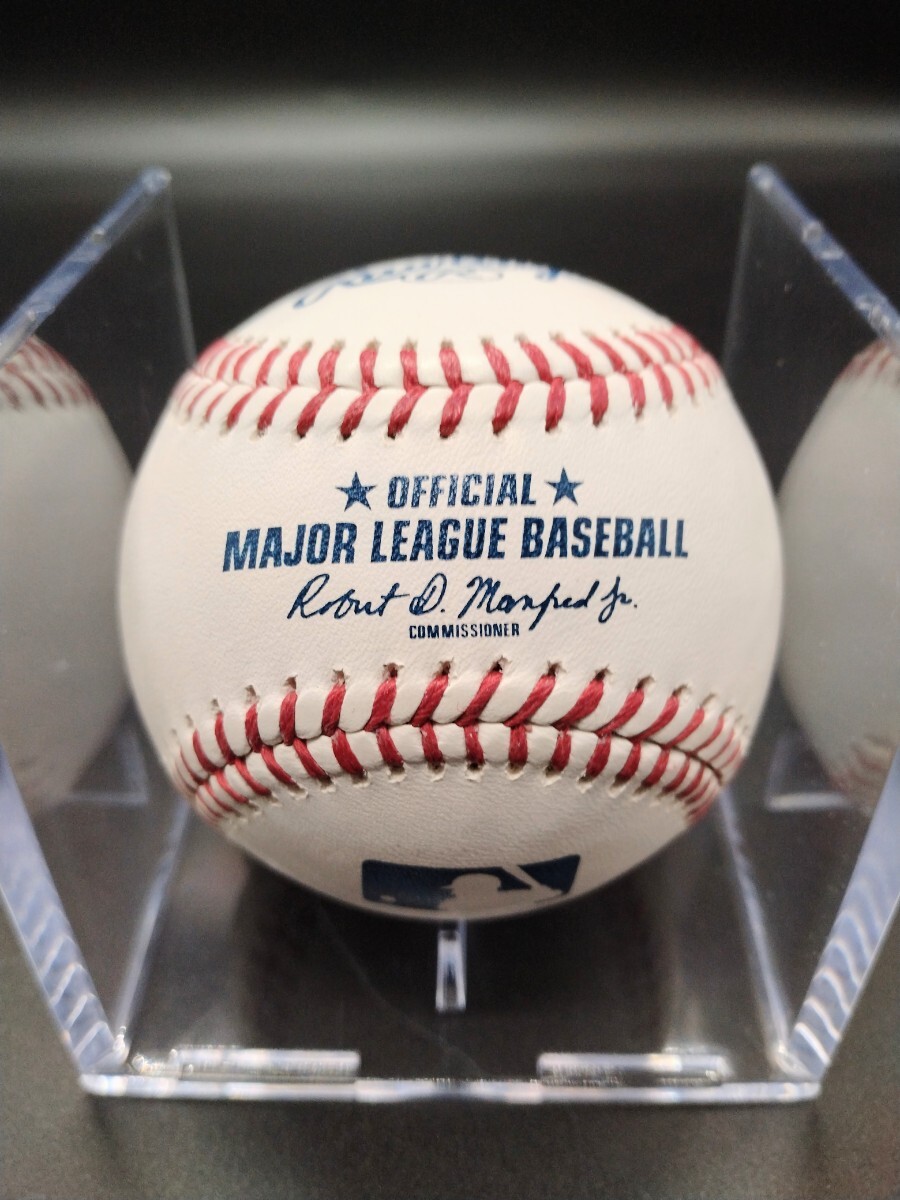 ★ OFFICIAL ★
MAJOR LEAGUE BASEBALL
Robert D. Manfred Jr.
COMMISSIONER